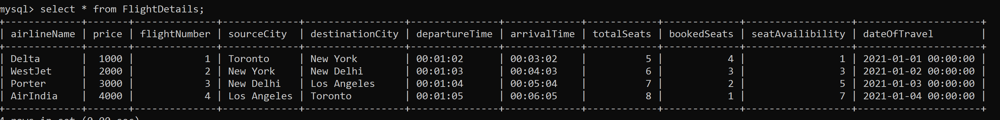 mysql> select * from FlightDetails;
+-------------+-------+--------------+-------------+-----------------+---------------+-------------+------------+-------------+------------------+---------------------+
| airlineName | price | flightNumber | sourceCity  | destinationCity | departureTime | arrivalTime | totalSeats | bookedSeats | seatAvailibility | dateOfTravel        |
+-------------+-------+--------------+-------------+-----------------+---------------+-------------+------------+-------------+------------------+---------------------+
| Delta       |  1000 |            1 | Toronto     | New York        | 00:01:02      | 00:03:02    |          5 |           4 |                1 | 2021-01-01 00:00:00 |
| WestJet     |  2000 |            2 | New York    | New Delhi       | 00:01:03      | 00:04:03    |          6 |           3 |                3 | 2021-01-02 00:00:00 |
| Porter      |  3000 |            3 | New Delhi   | Los Angeles     | 00:01:04      | 00:05:04    |          7 |           2 |                5 | 2021-01-03 00:00:00 |
| AirIndia    |  4000 |            4 | Los Angeles | Toronto         | 00:01:05      | 00:06:05    |          8 |           1 |                7 | 2021-01-04 00:00:00 |
+-------------+-------+--------------+-------------+-----------------+---------------+-------------+------------+-------------+------------------+---------------------+
4 rows in set (0.00 sec)